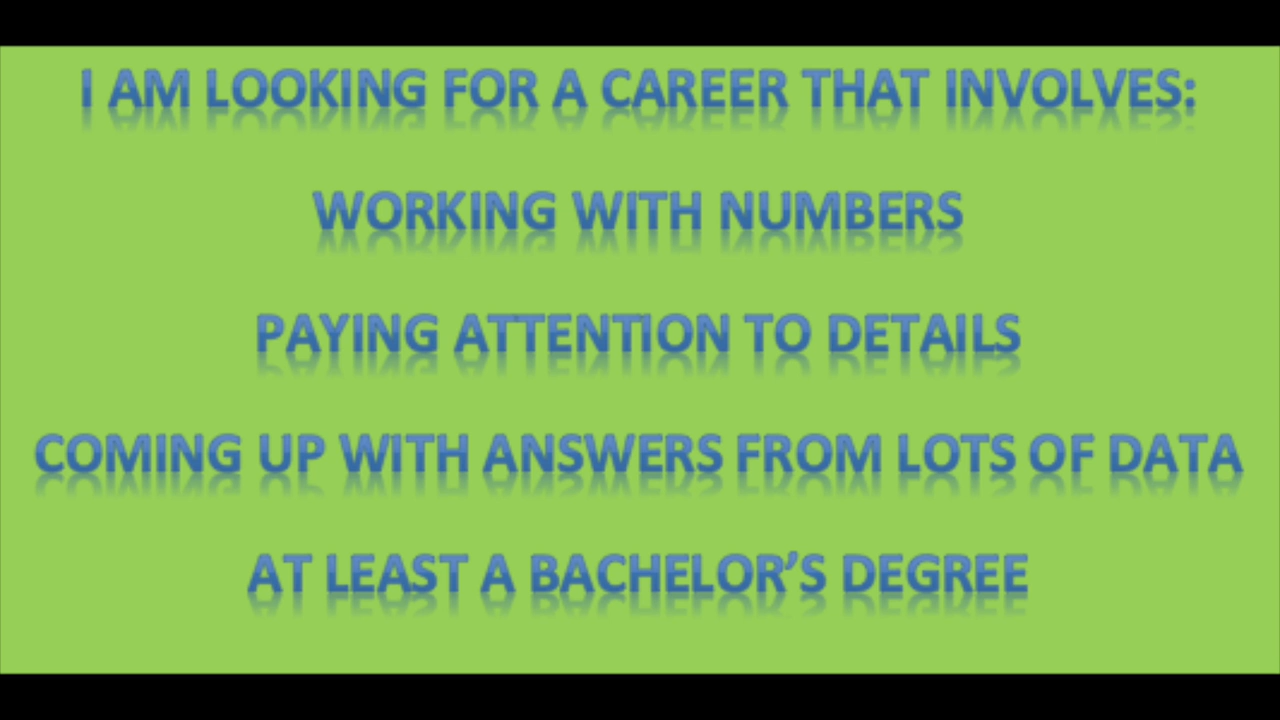 I AM LOOKING FOR A CAREER THAT INVOLVES:
WORKING WITH NUMBERS
PAYING ATTENTION TO DETAILS
COMING UP WITH ANSWERS FROM LOTS OF DATA
AT LEAST A BACHELOR’S DEGREE